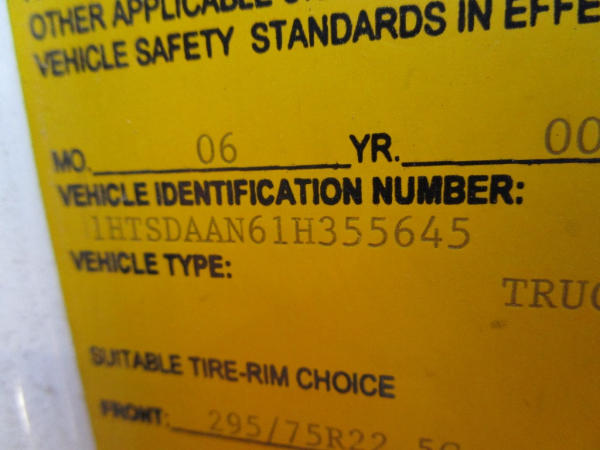 OTHER APPLICABLE
VEHICLE SAFETY STANDARDS IN EFFE
MO. 06 YR. 00
VEHICLE IDENTIFICATION NUMBER:
1HTSDAAN61H355645
VEHICLE TYPE:
TRUC
SUITABLE TIRE-RIM CHOICE
FRONT: 295/75R22.5G